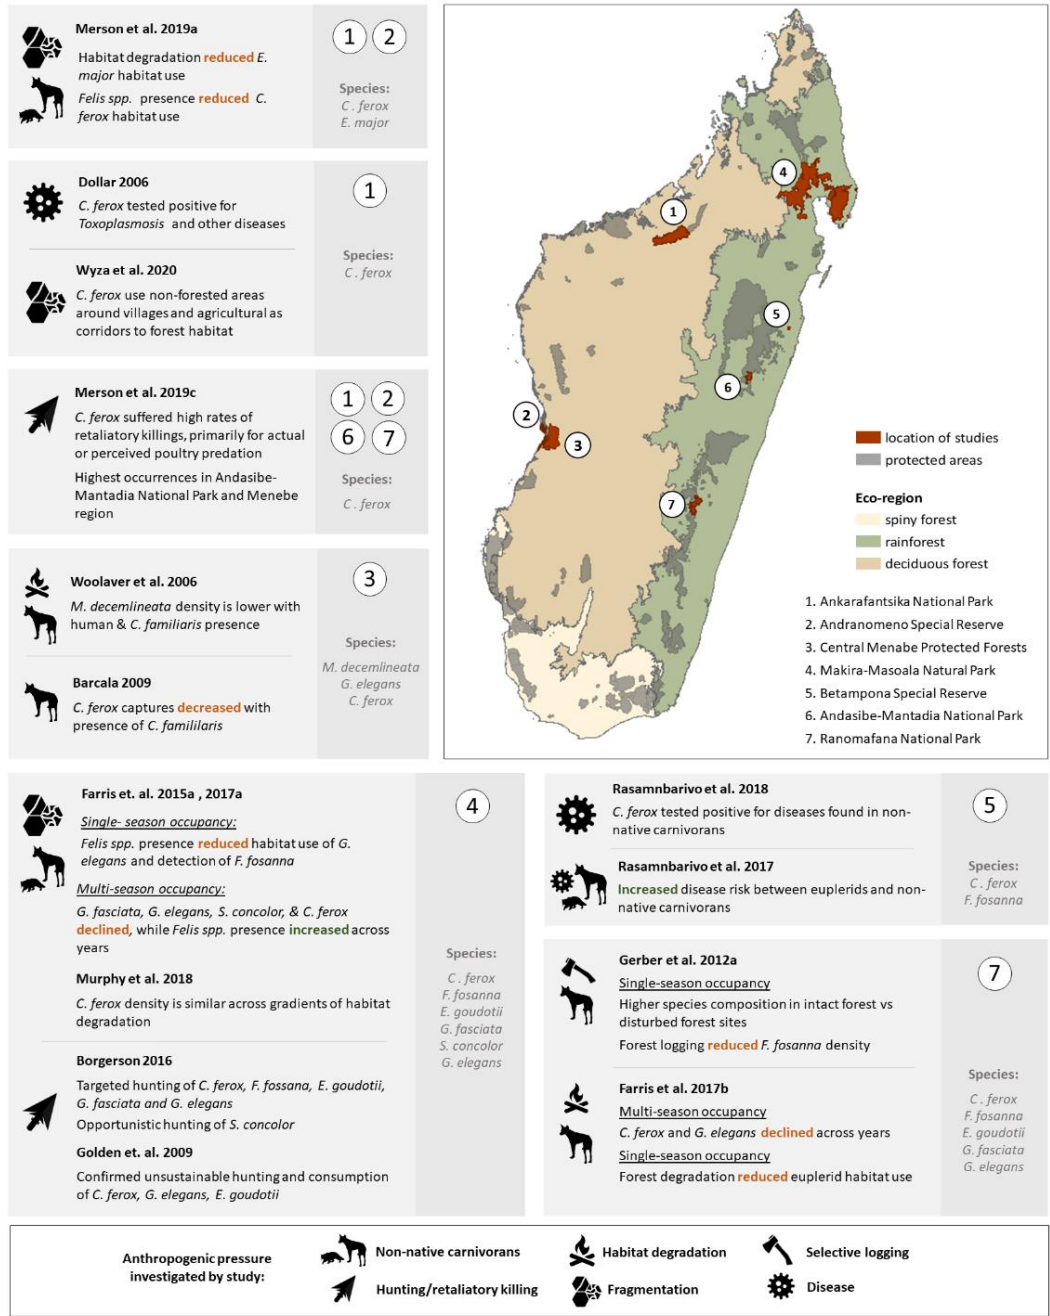 Merson et al. 2019a
Habitat degradation reduced E.
major habitat use
Felis spp. presence reduced C.
ferox habitat use
1 2
Species:
C . ferox
E. major
Dollar 2006
C. ferox tested positive for
Toxoplasmosis and other diseases
Wyza et al. 2020
C. ferox use non-forested areas
around villages and agricultural as
corridors to forest habitat
1
Species:
C . ferox
Merson et al. 2019c
C. ferox suffered high rates of
retaliatory killings, primarily for actual
or perceived poultry predation
Highest occurrences in Andasibe-
Mantadia National Park and Menebe
region
1 2
6 7
Species:
C . ferox
Woolaver et al. 2006
M. decemlineata density is lower with
human & C. familiaris presence
Barcala 2009
C. ferox captures decreased with
presence of C. famililaris
3
Species:
M. decemlineata
G. elegans
C. ferox
4
1
5
6
2
3
7
location of studies
protected areas
Eco-region
spiny forest
rainforest
deciduous forest
1. Ankarafantsika National Park
2. Andranomeno Special Reserve
3. Central Menabe Protected Forests
4. Makira-Masoala Natural Park
5. Betampona Special Reserve
6. Andasibe-Mantadia National Park
7. Ranomafana National Park
Farris et. al. 2015a , 2017a
Single- season occupancy:
Felis spp. presence reduced habitat use of G.
elegans and detection of F. fosanna
Multi-season occupancy:
G. fasciata, G. elegans, S. concolor, & C. ferox
declined, while Felis spp. presence increased across
years
Murphy et al. 2018
C. ferox density is similar across gradients of habitat
degradation
Borgerson 2016
Targeted hunting of C. ferox, F. fossana, E. goudotii,
G. fasciata and G. elegans
Opportunistic hunting of S. concolor
Golden et. al. 2009
Confirmed unsustainable hunting and consumption
of C. ferox, G. elegans, E. goudotii
4
Species:
C . ferox
F. fosanna
E. goudotii
G. fasciata
S. concolor
G. elegans
Rasamnbarivo et al. 2018
C. ferox tested positive for diseases found in non-
native carnivorans
Rasamnbarivo et al. 2017
Increased disease risk between euplerids and non-
native carnivorans
5
Species:
C . ferox
F. fosanna
Gerber et al. 2012a
Single-season occupancy
Higher species composition in intact forest vs
disturbed forest sites
Forest logging reduced F. fosanna density
Farris et al. 2017b
Multi-season occupancy
C. ferox and G. elegans declined across years
Single-season occupancy
Forest degradation reduced euplerid habitat use
7
Species:
C . ferox
F. fosanna
E. goudotii
G. fasciata
G. elegans
Anthropogenic pressure
investigated by study:
Non-native carnivorans
Habitat degradation
Selective logging
Hunting/retaliatory killing
Fragmentation
Disease